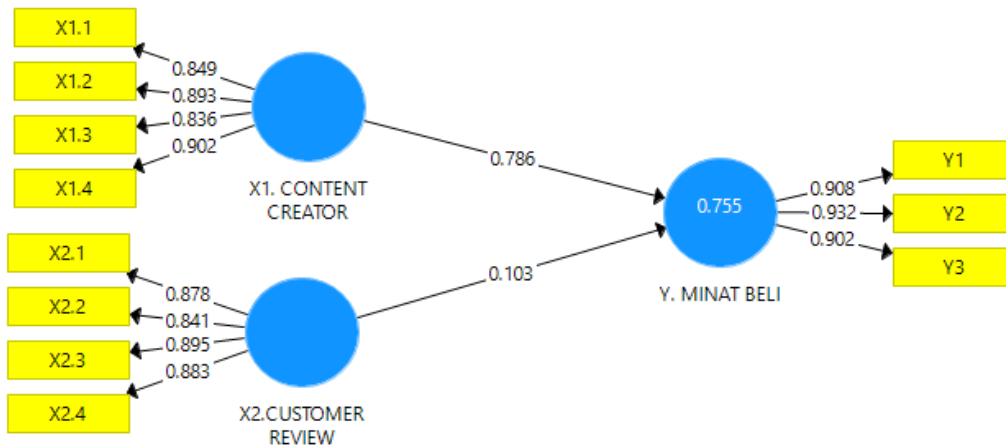 X1.1
X1.2
X1.3
X1.4
0.849
0.893
0.836
0.902
X1. CONTENT
CREATOR
0.786
X2.1
X2.2
X2.3
X2.4
0.878
0.841
0.895
0.883
X2.CUSTOMER
REVIEW
0.103
0.755
Y. MINAT BELI
0.908
0.932
0.902
Y1
Y2
Y3